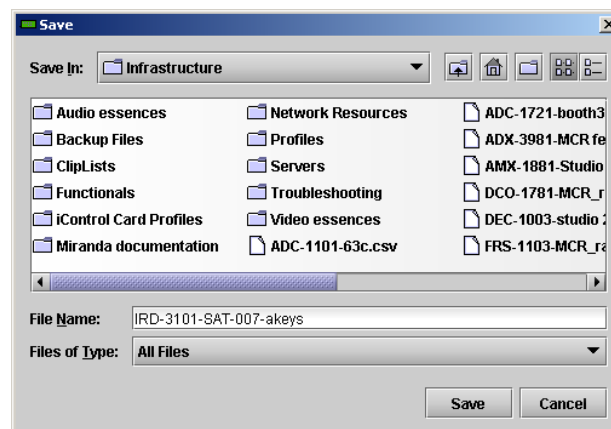 Save
Save In: Infrastructure
Audio essences
Backup Files
ClipLists
Functionals
iControl Card Profiles
Miranda documentation
Network Resources
Profiles
Servers
Troubleshooting
Video essences
ADC-1101-63c.csv
ADC-1721-booth3
ADX-3981-MCR fe
AMX-1881-Studio
DCO-1781-MCR_r
DEC-1003-studio 2
FRS-1103-MCR_ra
File Name: IRD-3101-SAT-007-akeys
Files of Type: All Files
Save Cancel